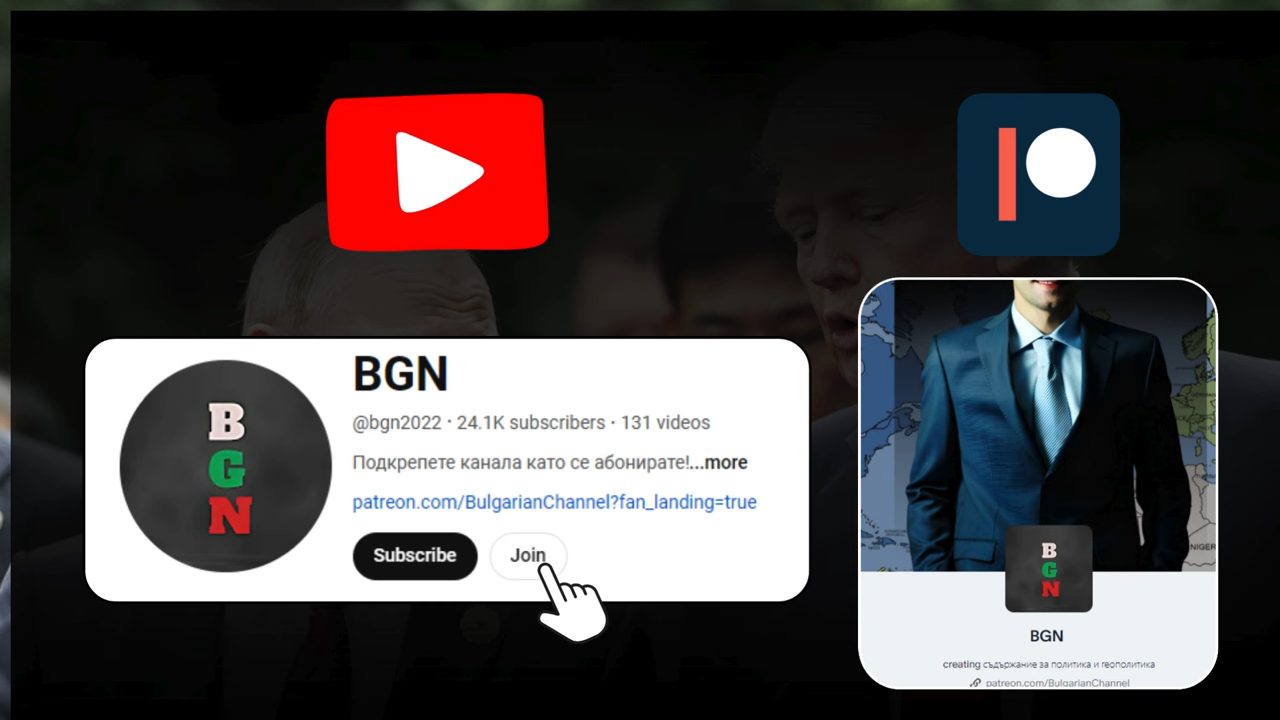 BGN
@bgn2022 · 24.1K subscribers · 131 videos
Подкрепете канала като се абонирате!...more
patreon.com/BulgarianChannel?fan_landing=true
Subscribe
Join
B
G
N
NIGER
B
G
N
BGN
creating съдържание за политика и геополитика
patreon.com/BulgarianChannel